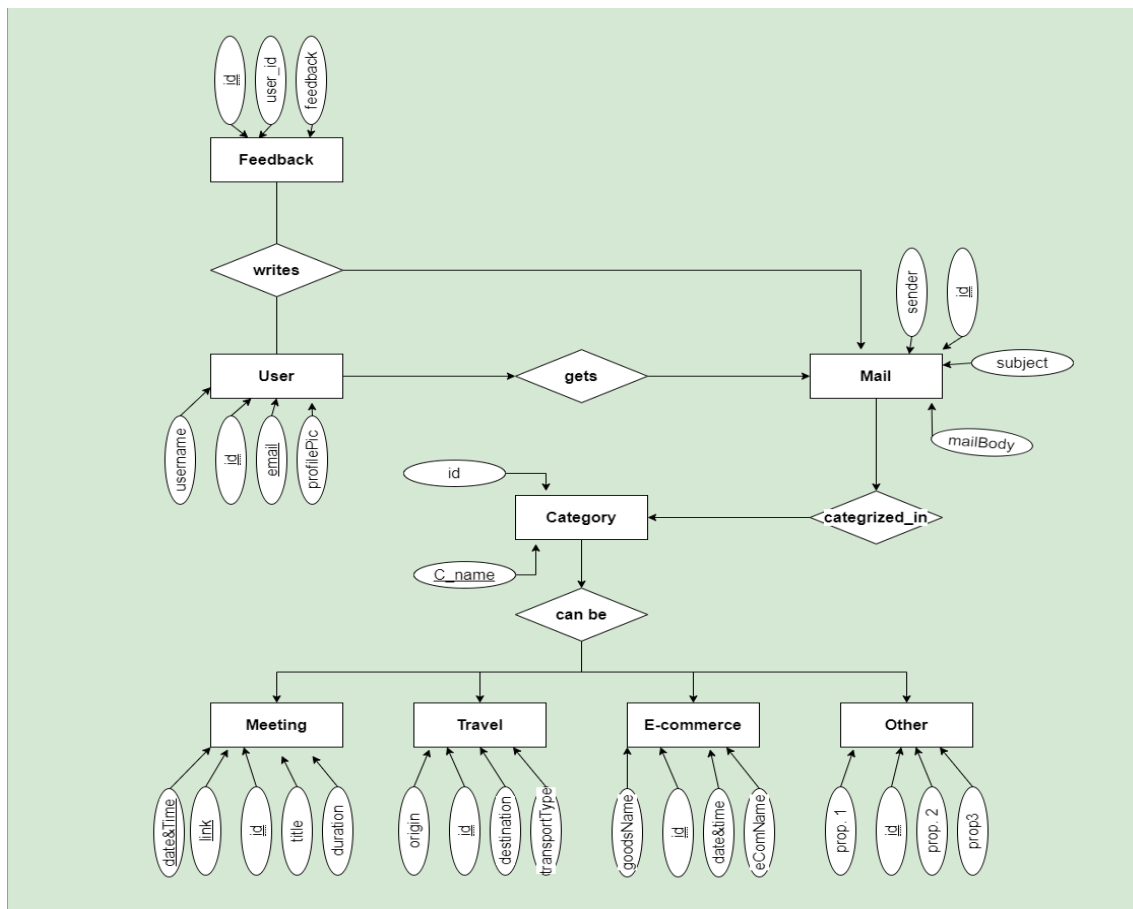 id
user_id
feedback
Feedback
writes
sender
id
User
gets
Mail
subject
username
id
email
profilePic
mailBody
id
Category
categrized_in
C_name
can be
Meeting
Travel
E-commerce
Other
date&Time
link
id
title
duration
origin
id
destination
transportType
goodsName
id
date&time
eComName
prop. 1
id
prop. 2
prop3